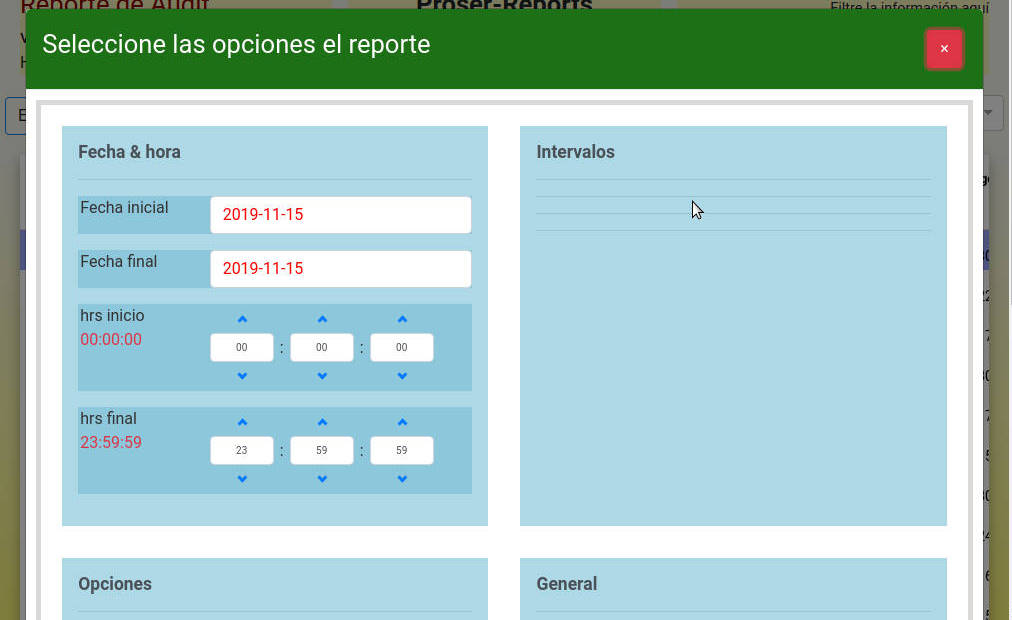 Reporte de Audit
Proser-Reports
Filtre la información aquí
Seleccione las opciones el reporte
×
Fecha & hora
Fecha inicial
2019-11-15
Fecha final
2019-11-15
hrs inicio
00:00:00
00 : 00 : 00
hrs final
23:59:59
23 : 59 : 59
Intervalos
Opciones
General